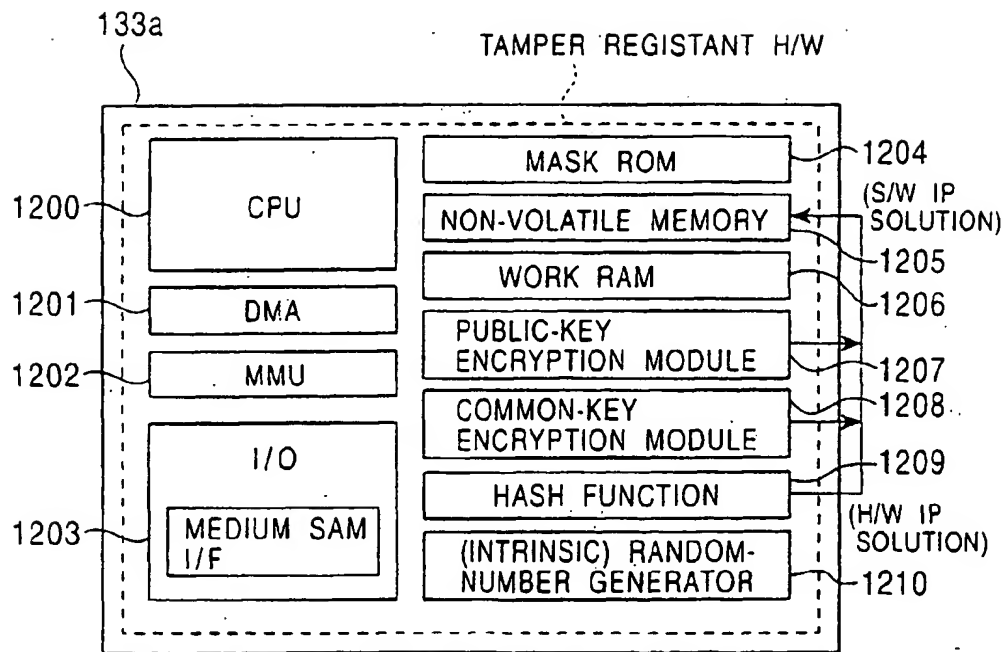 133a
TAMPER REGISTANT H/W
CPU
1200
DMA
1201
MMU
1202
I/O
MEDIUM SAM
I/F
1203
MASK ROM
1204
NON-VOLATILE MEMORY
(S/W IP
SOLUTION)
1205
WORK RAM
1206
PUBLIC-KEY
ENCRYPTION MODULE
1207
COMMON-KEY
ENCRYPTION MODULE
1208
HASH FUNCTION
1209
(H/W IP
SOLUTION)
(INTRINSIC) RANDOM-
NUMBER GENERATOR
1210